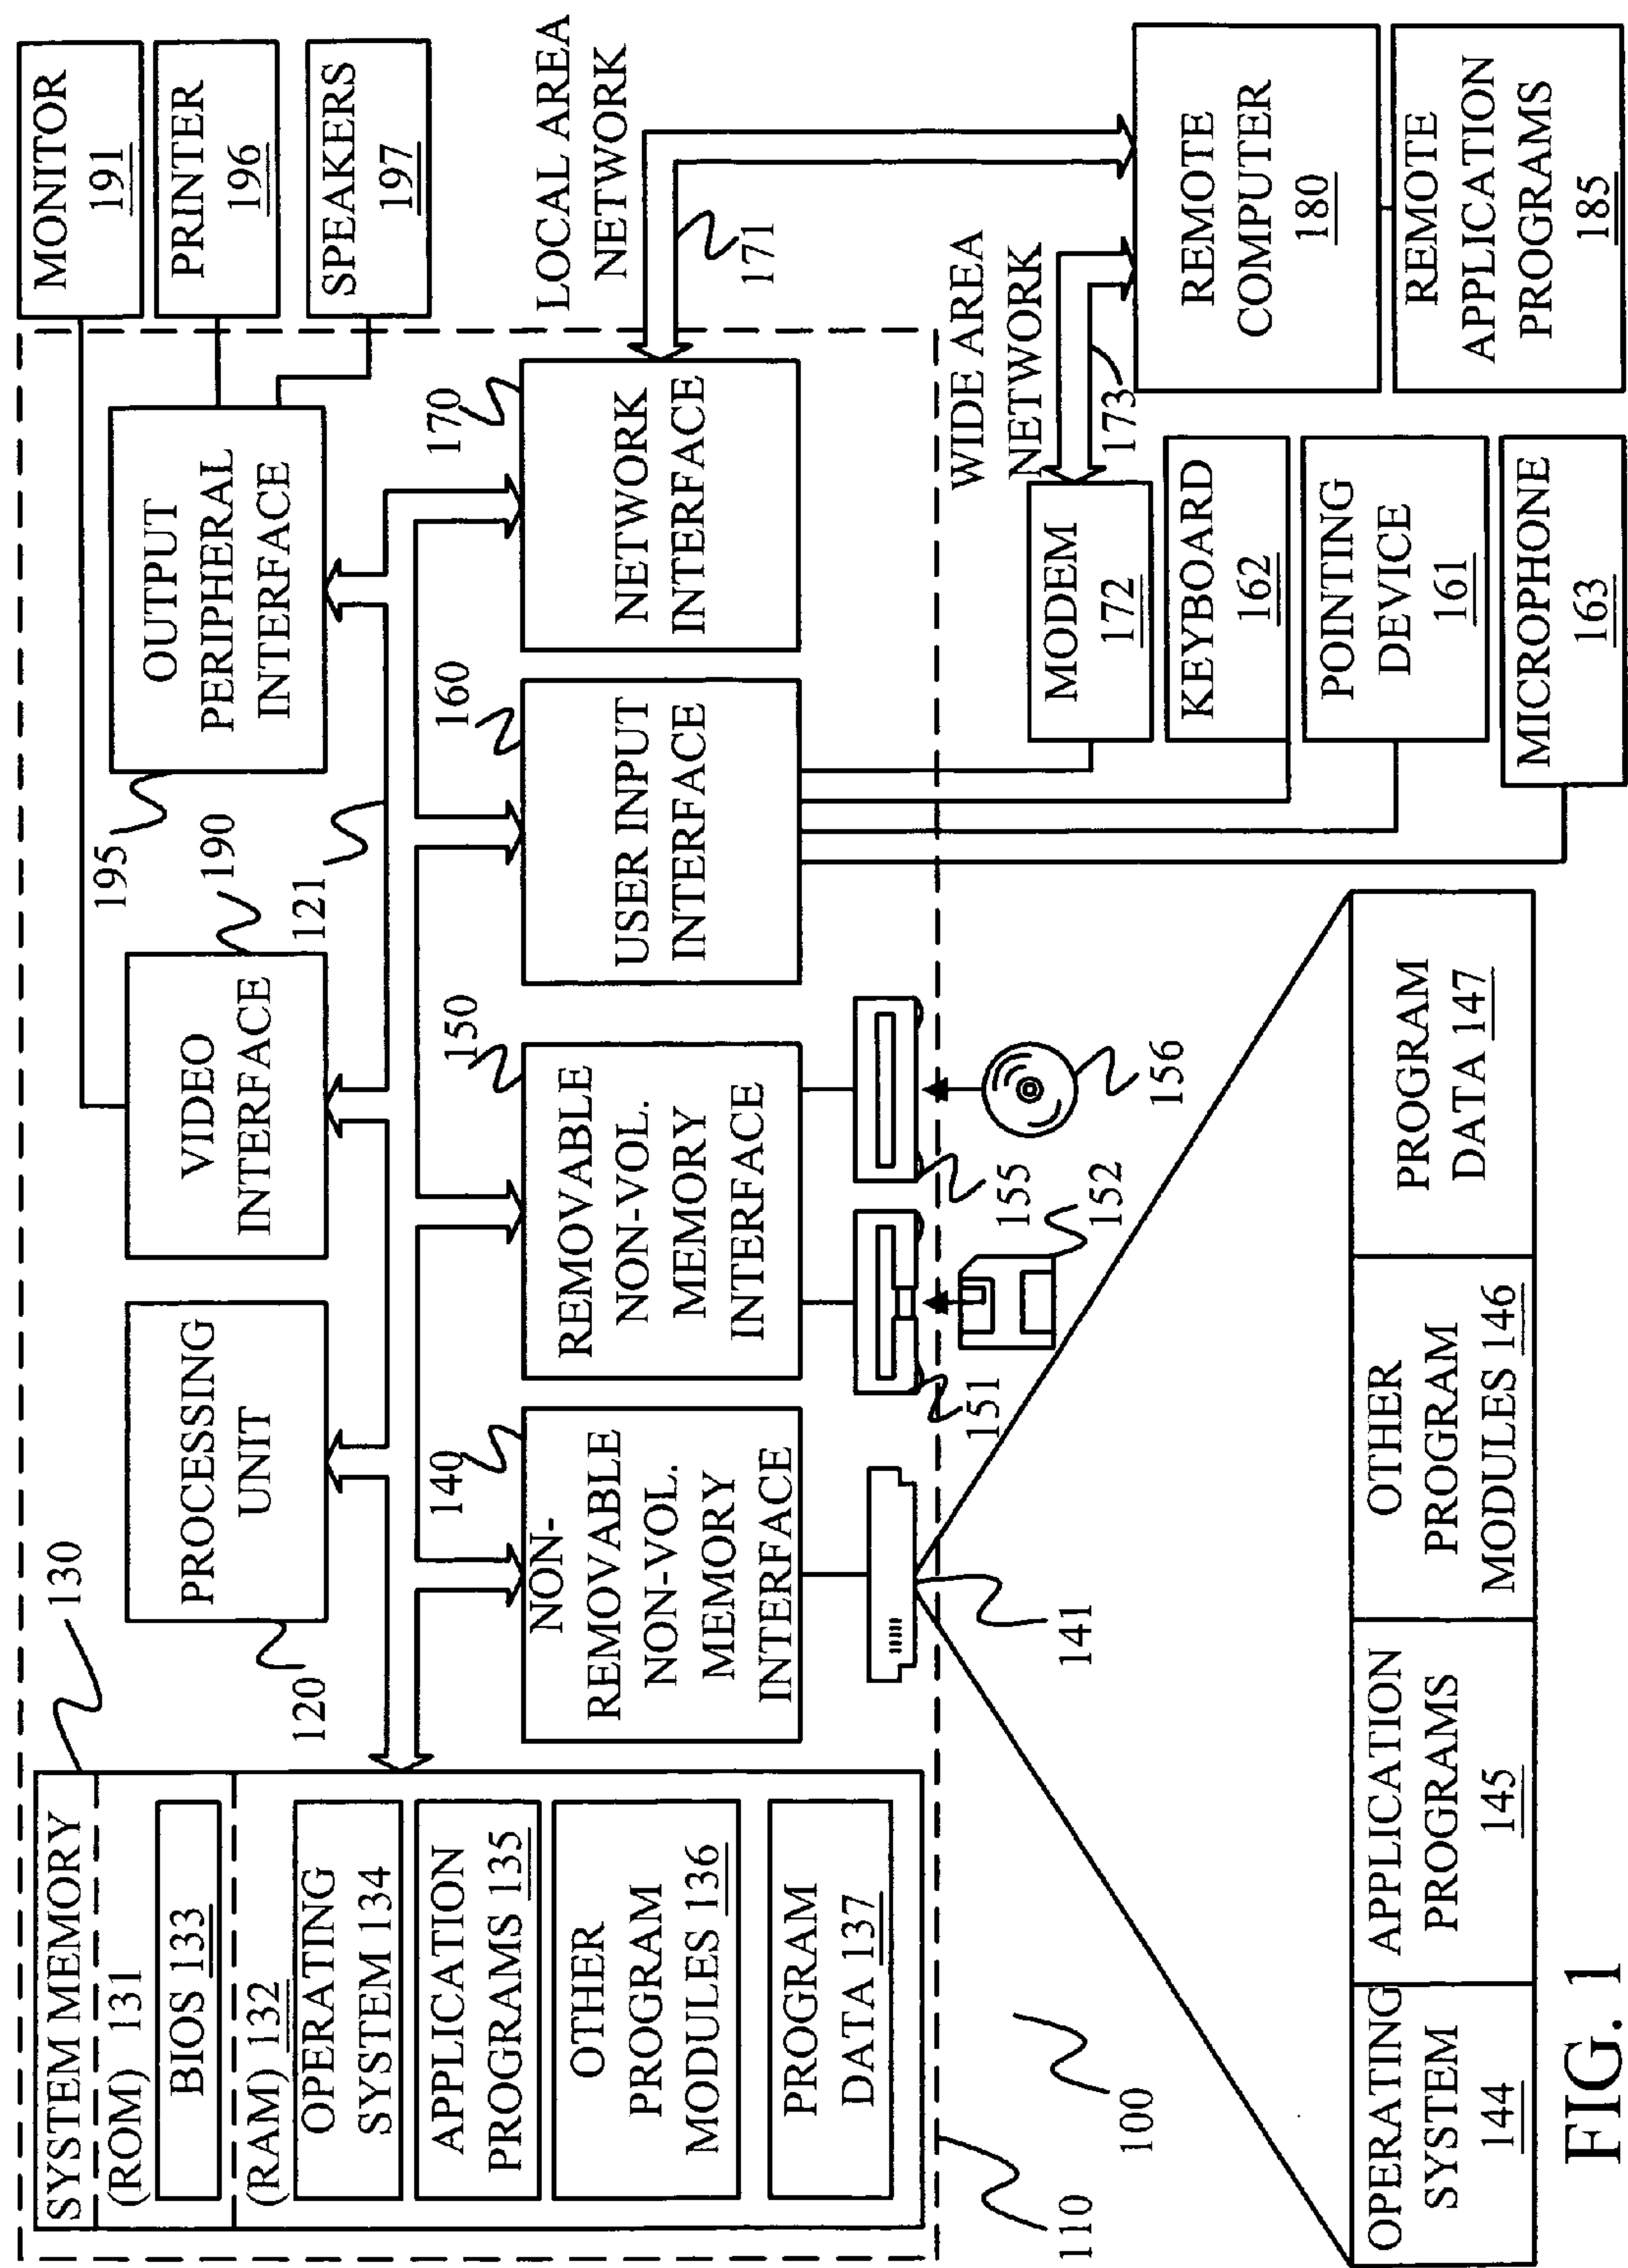 SYSTEM MEMORY
(ROM) 131
BIOS 133
(RAM) 132
OPERATING
SYSTEM 134
APPLICATION
PROGRAMS 135
OTHER
PROGRAM
MODULES 136
PROGRAM
DATA 137
130
120
PROCESSING
UNIT
VIDEO
INTERFACE
190
121
195
OUTPUT
PERIPHERAL
INTERFACE
MONITOR
191
PRINTER
196
SPEAKERS
197
140
NON-
REMOVABLE
NON-VOL.
MEMORY
INTERFACE
150
REMOVABLE
NON-VOL.
MEMORY
INTERFACE
160
USER INPUT
INTERFACE
170
NETWORK
INTERFACE
LOCAL AREA
NETWORK
171
WIDE AREA
NETWORK
173
141
151
152
155
156
MODEM
172
KEYBOARD
162
POINTING
DEVICE
161
MICROPHONE
163
REMOTE
COMPUTER
180
REMOTE
APPLICATION
PROGRAMS
185
110
100
OPERATING
SYSTEM
144
APPLICATION
PROGRAMS
145
OTHER
PROGRAM
MODULES 146
PROGRAM
DATA 147
FIG. 1